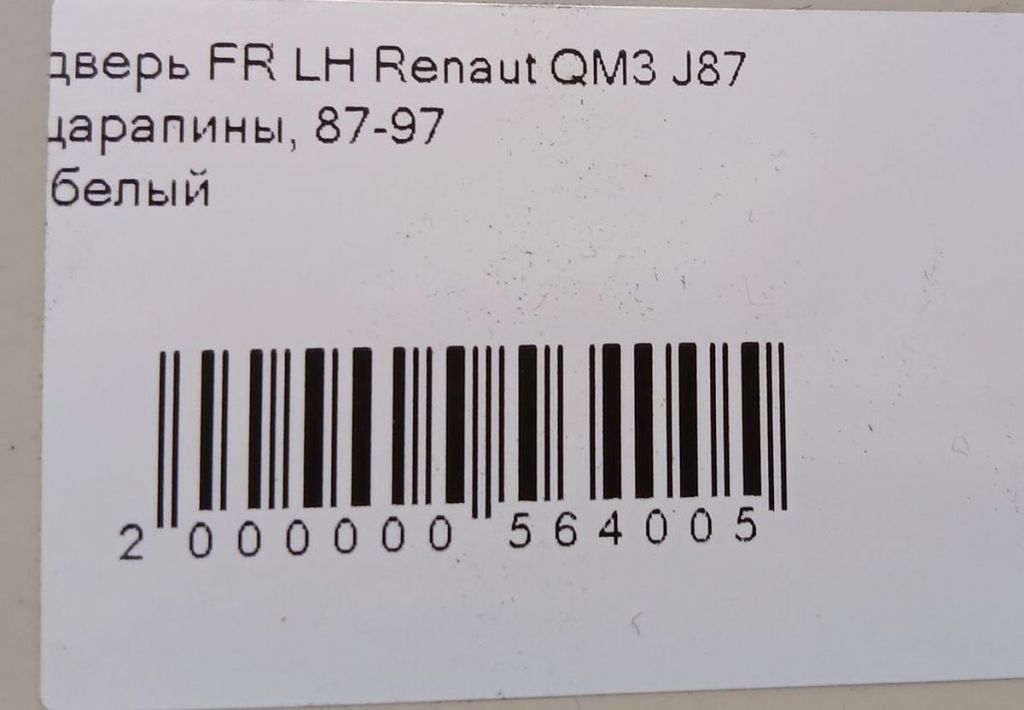 дверь FR LH Renaut QM3 J87
царапины, 87-97
белый
2 000000 564005